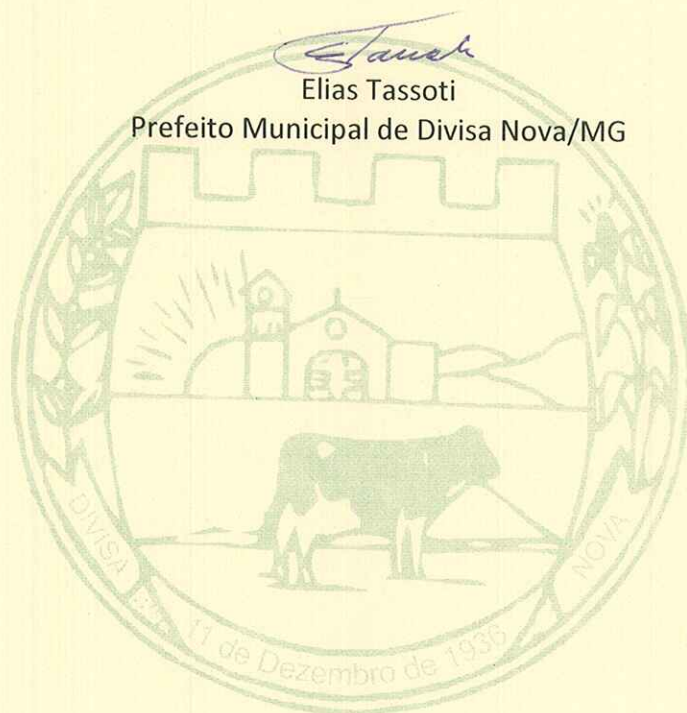 Elias Tassoti
Prefeito Municipal de Divisa Nova/MG
DIVISA
NOVA
11 de Dezembro de 1936